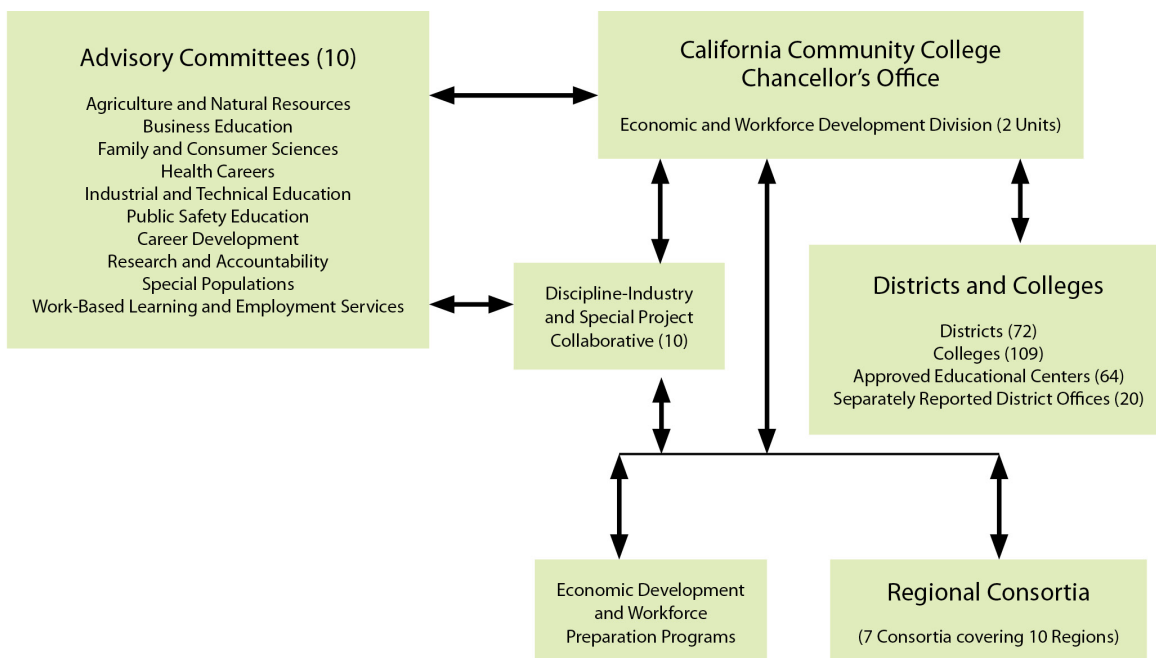 Advisory Committees (10)
Agriculture and Natural Resources
Business Education
Family and Consumer Sciences
Health Careers
Industrial and Technical Education
Public Safety Education
Career Development
Research and Accountability
Special Populations
Work-Based Learning and Employment Services
California Community College
Chancellor’s Office
Economic and Workforce Development Division (2 Units)
Discipline-Industry
and Special Project
Collaborative (10)
Districts and Colleges
Districts (72)
Colleges (109)
Approved Educational Centers (64)
Separately Reported District Offices (20)
Economic Development
and Workforce
Preparation Programs
Regional Consortia
(7 Consortia covering 10 Regions)